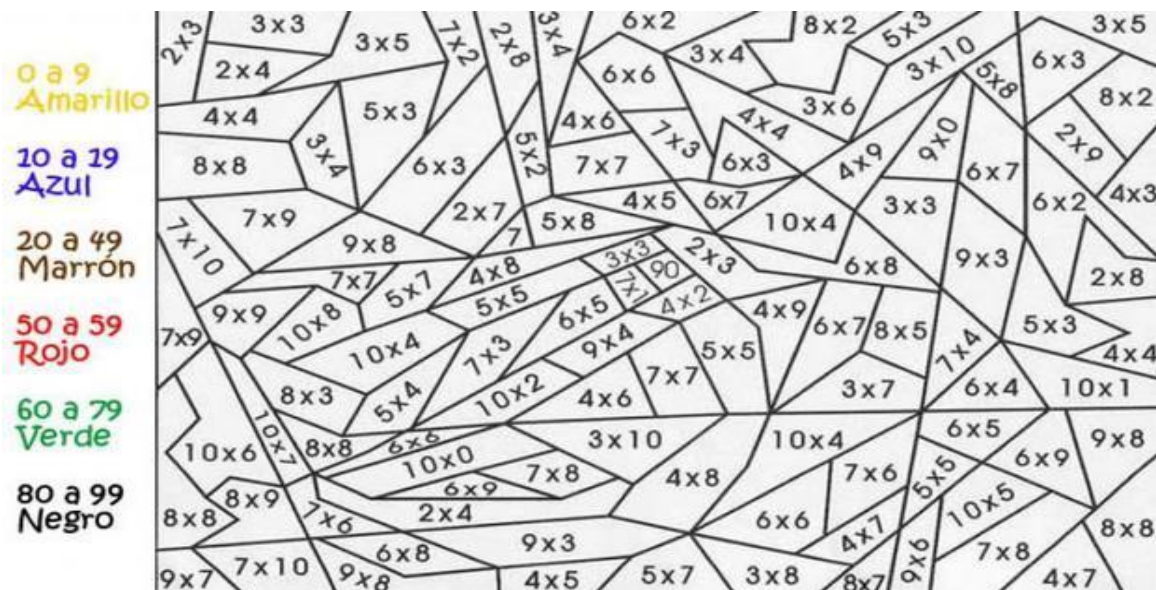 0 a 9
Amarillo
10 a 19
Azul
20 a 49
Marrón
50 a 59
Rojo
60 a 79
Verde
80 a 99
Negro
2x3 3x3 3x5 7x2 2x8 3x4 6x2 3x4 8x2 5x3 3x10 3x5
2x4 6x6 5x8 6x3 8x2
4x4 5x3 4x6 7x3 4x4 3x6
8x8 3x4 6x3 5x2 7x7 6x3 4x9 9x0 6x7 2x9
7x10 7x9 2x7 5x8 4x5 6x7 10x4 3x3 6x2 4x3
9x8 7 4x8 3x3 2x3 6x8 9x3 2x8
7x7 5x7 5x5 7x7 90 4x2
7x9 9x9 10x8 10x4 6x5 4x9 6x7 8x5 5x3
7x3 9x4 5x5 7x4 4x4
8x3 5x4 10x2 4x6 7x7 3x7 6x4 10x1
10x6 10x7 8x8 6x6 3x10 10x4 6x5 9x8
10x0 7x8 4x8 7x6 5x5 6x9
8x8 8x9 6x9
7x6 2x4 6x6 4x7 10x5 8x8
9x7 7x10 9x8 6x8 9x3 4x5 5x7 3x8 8x7 9x6 7x8 4x7